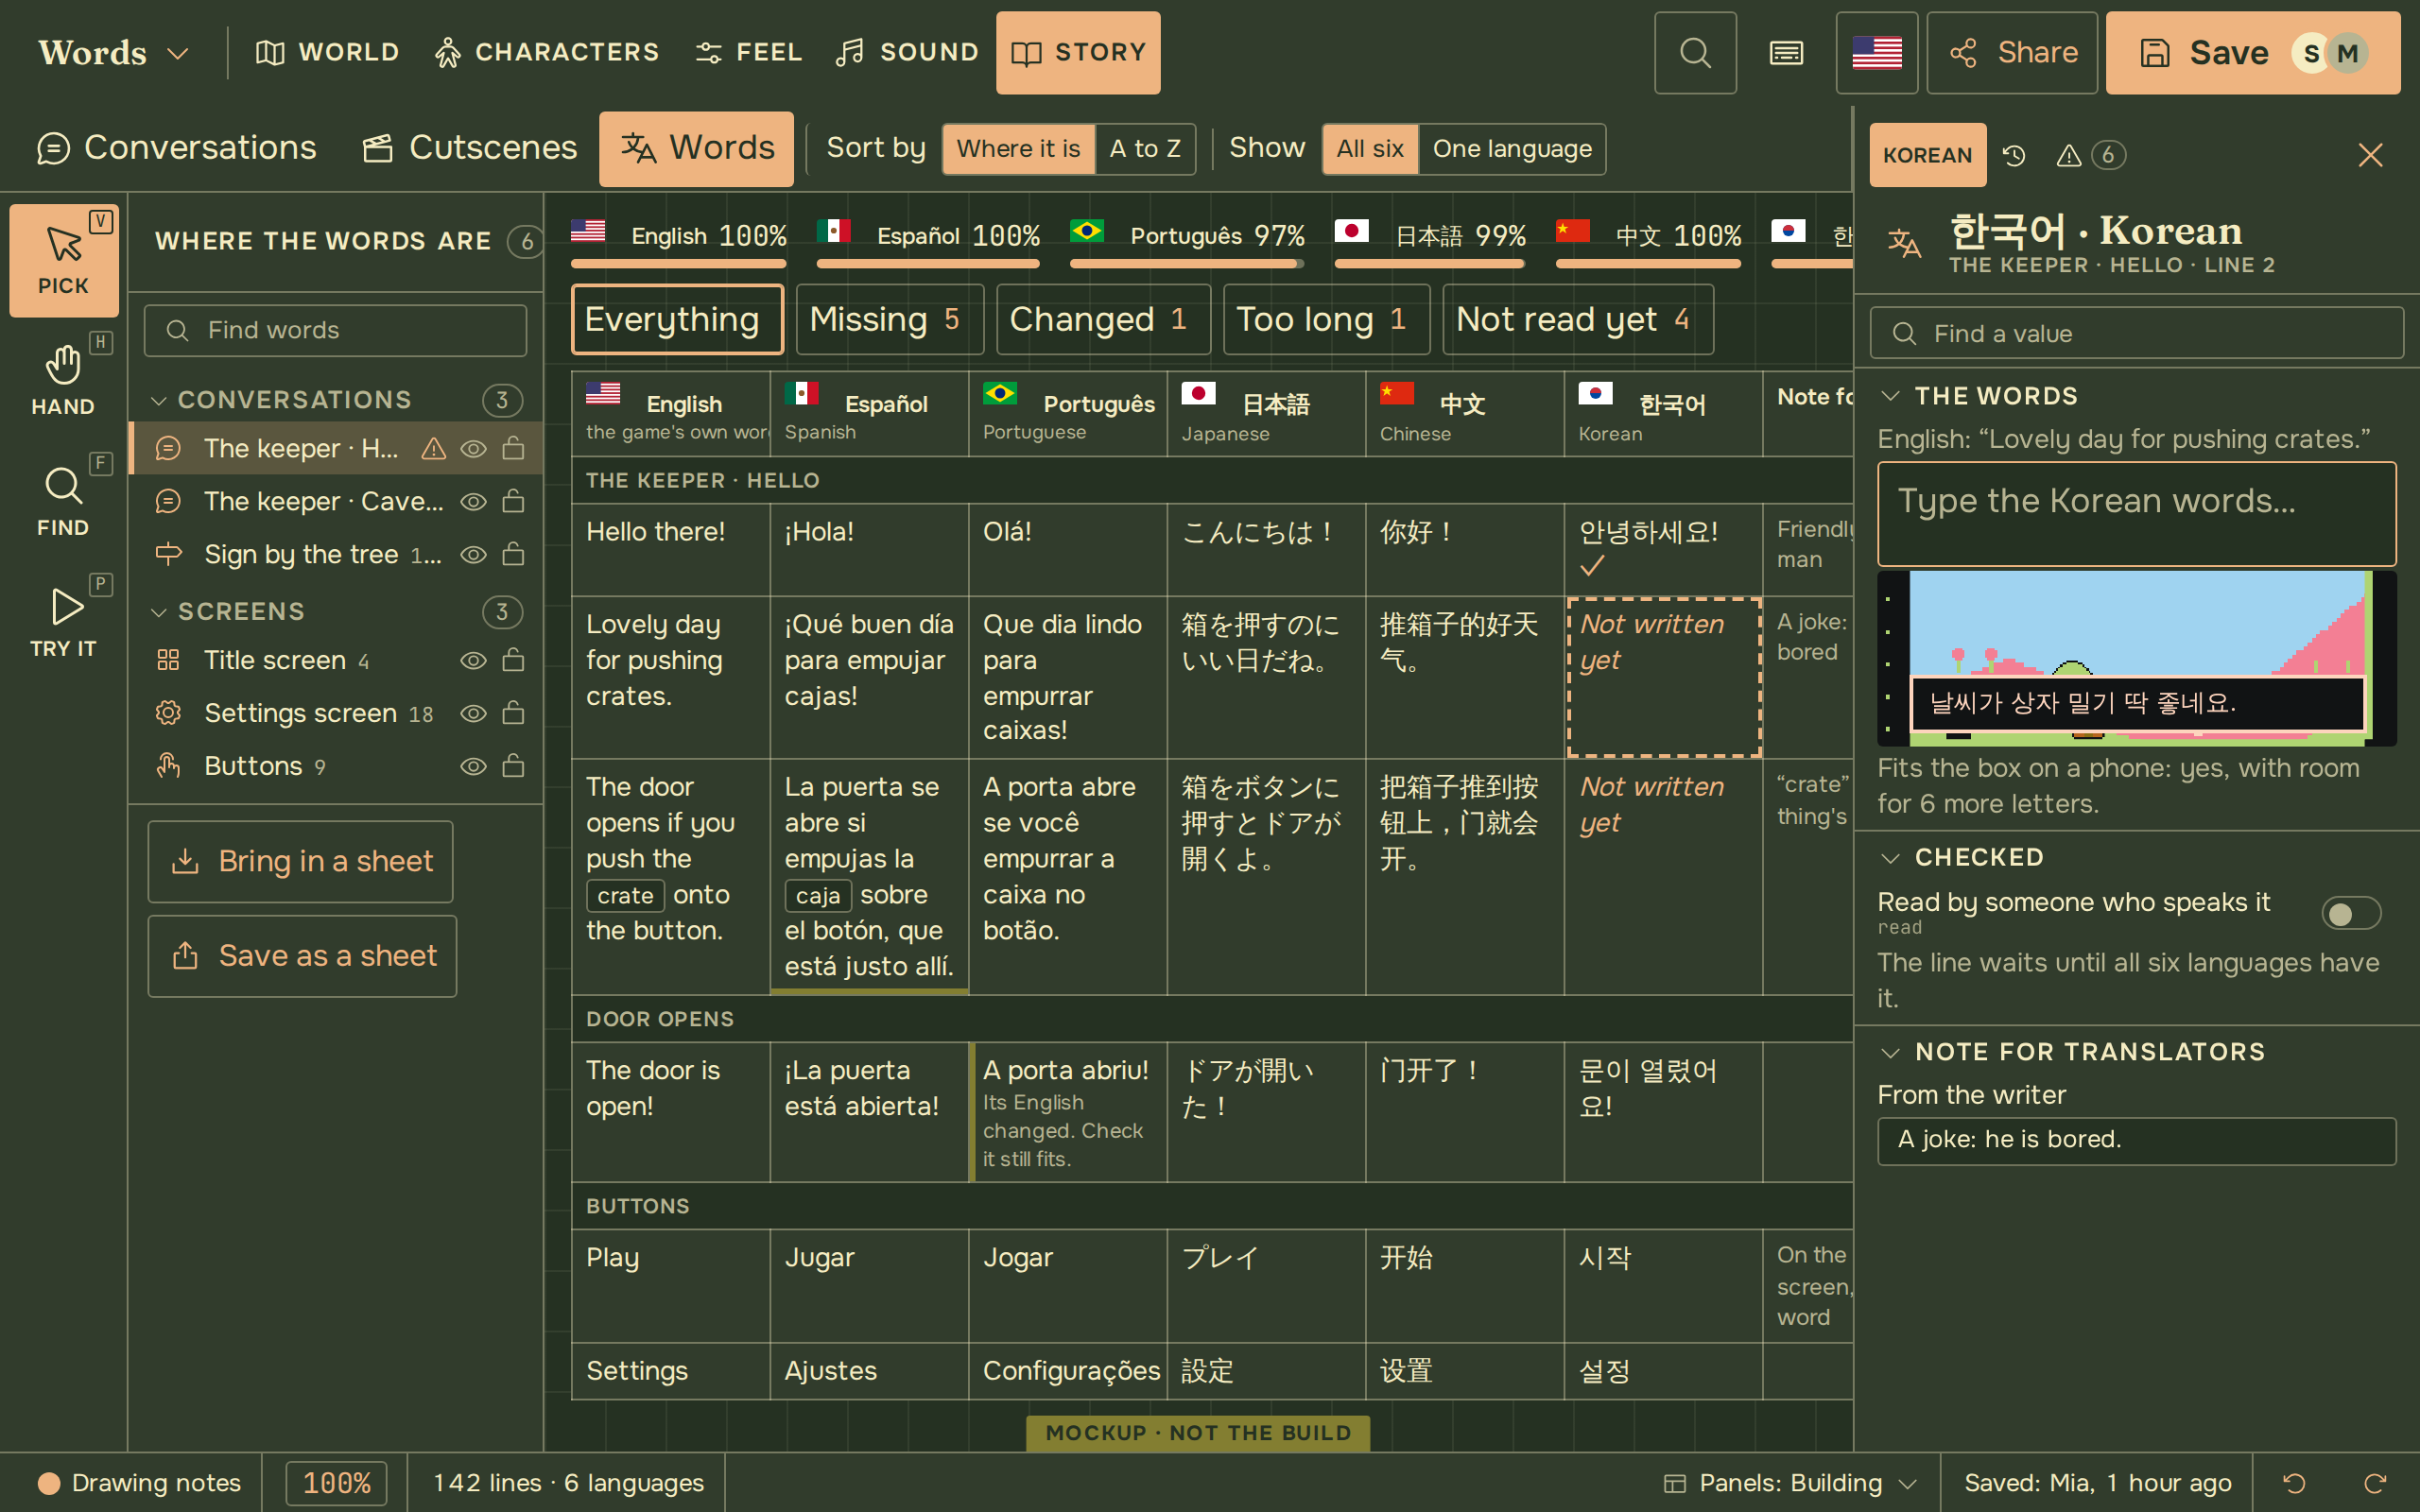 Words
WORLD
CHARACTERS
FEEL
SOUND
STORY
Share
Save
S
M
Conversations
Cutscenes
Words
Sort by
Where it is
A to Z
Show
All six
One language
KOREAN
6
V
PICK
H
HAND
F
FIND
P
TRY IT
WHERE THE WORDS ARE 6
Find words
CONVERSATIONS 3
The keeper · H...
The keeper · Cave...
Sign by the tree 1...
SCREENS 3
Title screen 4
Settings screen 18
Buttons 9
Bring in a sheet
Save as a sheet
English 100%
Español 100%
Português 97%
日本語 99%
中文 100%
한
Everything
Missing 5
Changed 1
Too long 1
Not read yet 4
English
the game's own wor
Español
Spanish
Português
Portuguese
日本語
Japanese
中文
Chinese
한국어
Korean
Note fo
THE KEEPER · HELLO
Hello there!
¡Hola!
Olá!
こんにちは！
你好！
안녕하세요!
Friendly
man
Lovely day
for pushing
crates.
¡Qué buen día
para empujar
cajas!
Que dia lindo
para
empurrar
caixas!
箱を押すのに
いい日だね。
推箱子的好天
气。
Not written
yet
A joke:
bored
The door
opens if you
push the
crate onto
the button.
La puerta se
abre si
empujas la
caja sobre
el botón, que
está justo allí.
A porta abre
se você
empurrar a
caixa no
botão.
箱をボタンに
押すとドアが
開くよ。
把箱子推到按
钮上，门就会
开。
Not written
yet
“crate”
thing's
DOOR OPENS
The door is
open!
¡La puerta
está abierta!
A porta abriu!
Its English
changed. Check
it still fits.
ドアが開い
た！
门开了！
문이 열렸어
요!
BUTTONS
Play
Jugar
Jogar
プレイ
开始
시작
On the
screen,
word
Settings
Ajustes
Configurações
設定
设置
설정
MOCKUP · NOT THE BUILD
한국어 · Korean
THE KEEPER · HELLO · LINE 2
Find a value
THE WORDS
English: “Lovely day for pushing crates.”
Type the Korean words...
날씨가 상자 밀기 딱 좋네요.
Fits the box on a phone: yes, with room
for 6 more letters.
CHECKED
Read by someone who speaks it
read
The line waits until all six languages have
it.
NOTE FOR TRANSLATORS
From the writer
A joke: he is bored.
Drawing notes
100%
142 lines · 6 languages
Panels: Building
Saved: Mia, 1 hour ago